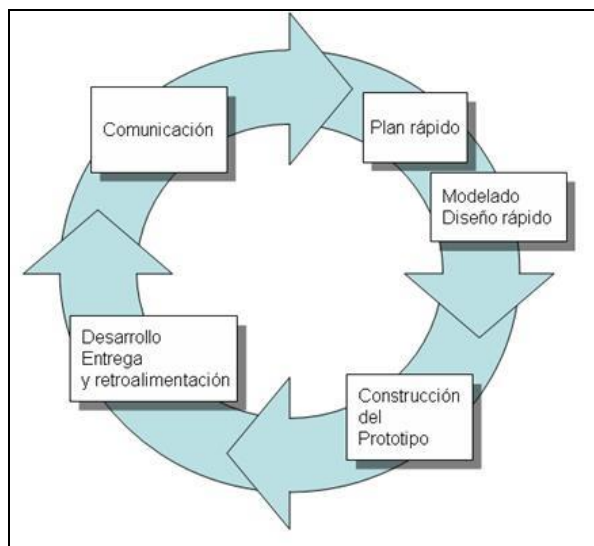 Comunicación
Plan rápido
Modelado
Diseño rápido
Construcción
del
Prototipo
Desarrollo
Entrega
y retroalimentación